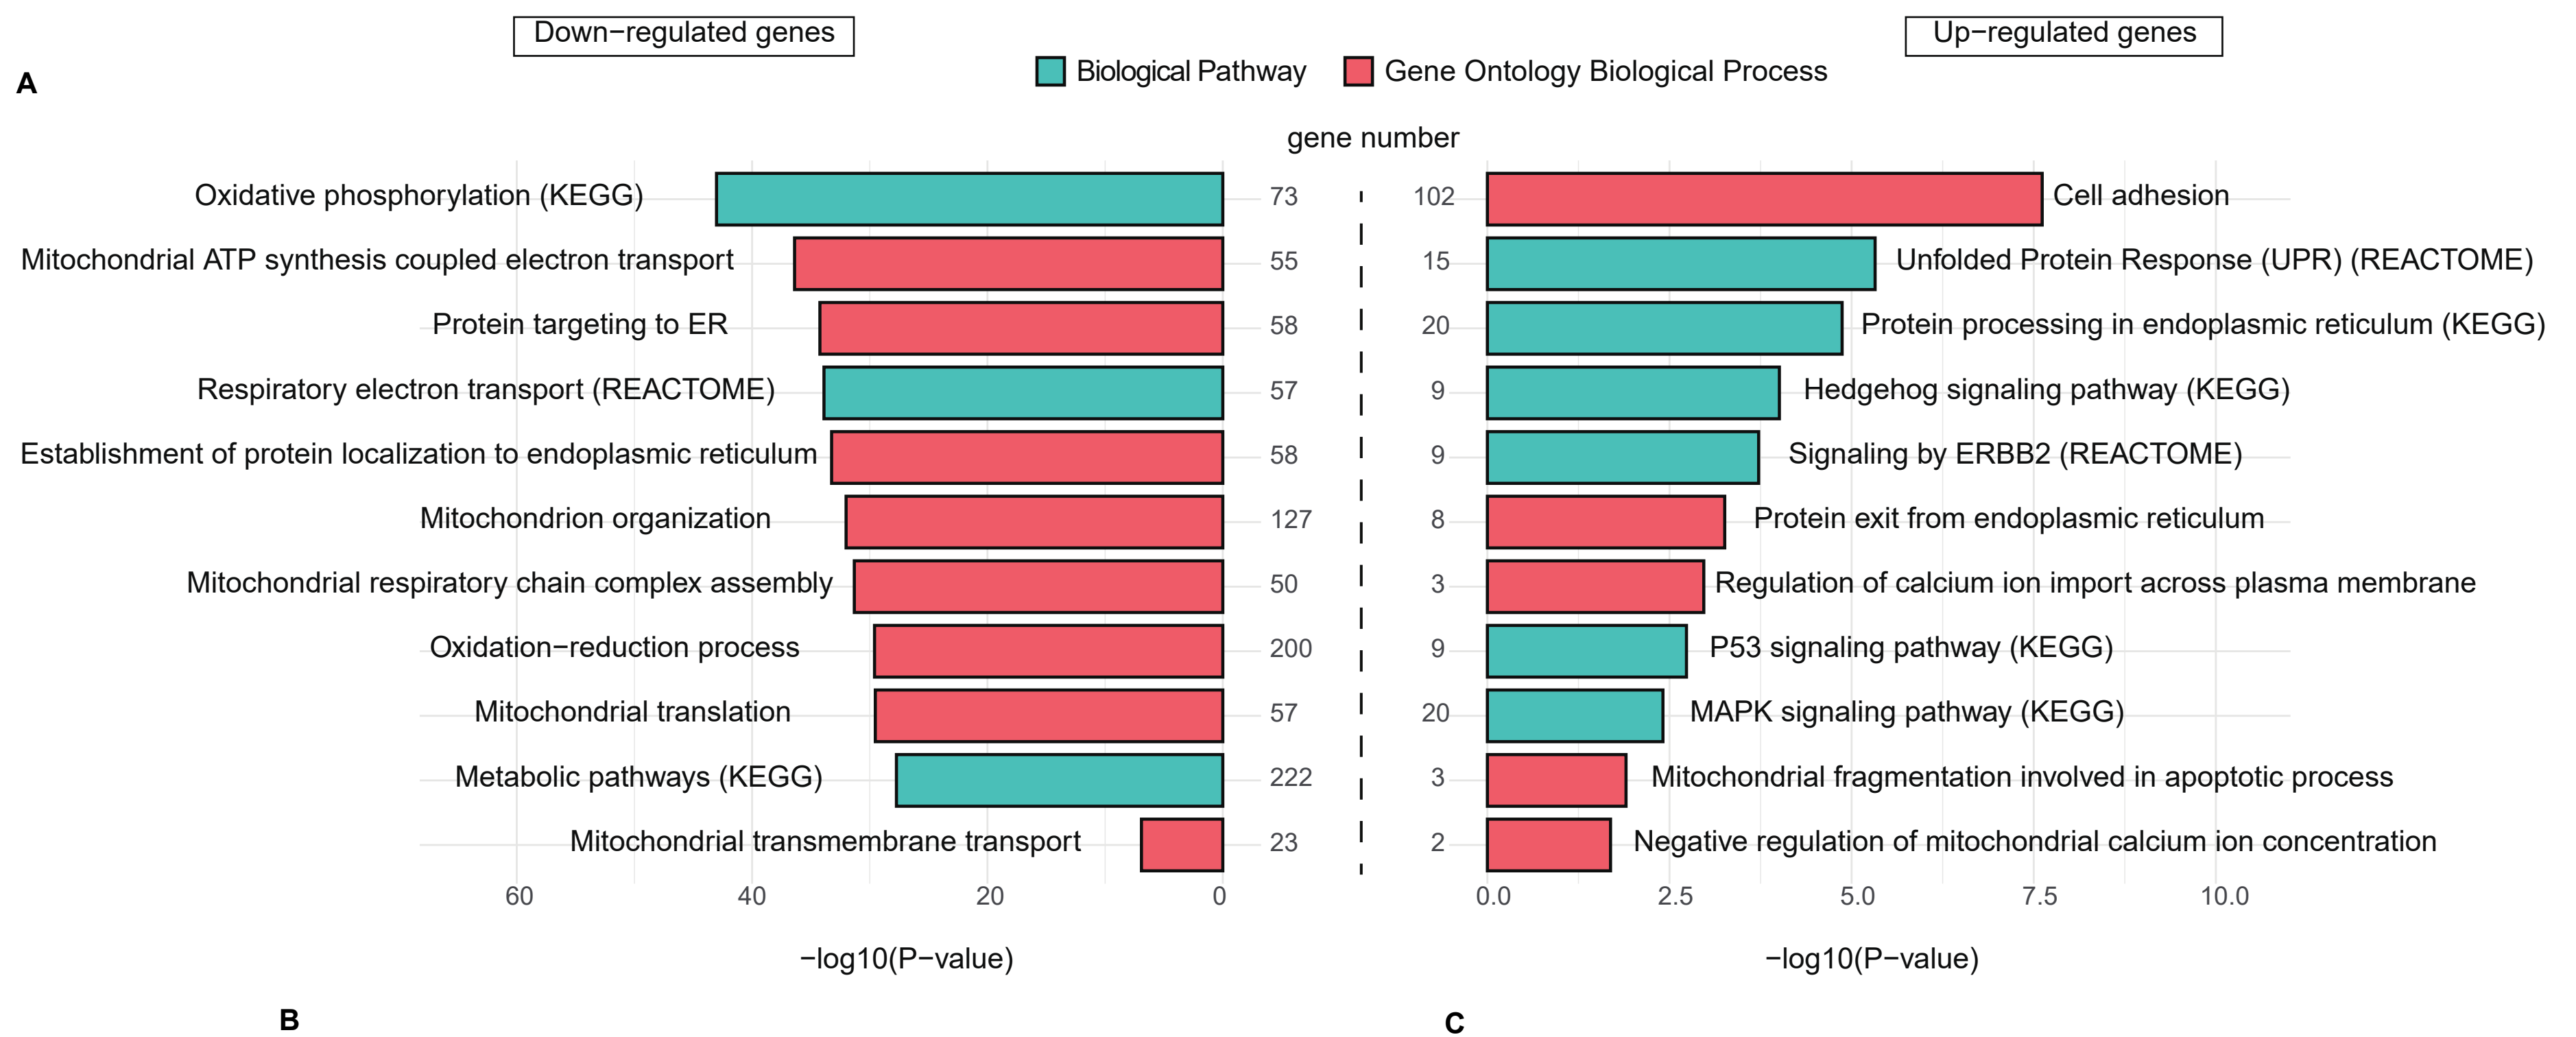 Down−regulated genes
Up−regulated genes
A
Biological Pathway
Gene Ontology Biological Process
gene number
Oxidative phosphorylation (KEGG) 73 102 Cell adhesion
Mitochondrial ATP synthesis coupled electron transport 55 15 Unfolded Protein Response (UPR) (REACTOME)
Protein targeting to ER 58 20 Protein processing in endoplasmic reticulum (KEGG)
Respiratory electron transport (REACTOME) 57 9 Hedgehog signaling pathway (KEGG)
Establishment of protein localization to endoplasmic reticulum 58 9 Signaling by ERBB2 (REACTOME)
Mitochondrion organization 127 8 Protein exit from endoplasmic reticulum
Mitochondrial respiratory chain complex assembly 50 3 Regulation of calcium ion import across plasma membrane
Oxidation−reduction process 200 9 P53 signaling pathway (KEGG)
Mitochondrial translation 57 20 MAPK signaling pathway (KEGG)
Metabolic pathways (KEGG) 222 3 Mitochondrial fragmentation involved in apoptotic process
Mitochondrial transmembrane transport 23 2 Negative regulation of mitochondrial calcium ion concentration
60 40 20 0 0.0 2.5 5.0 7.5 10.0
−log10(P−value) −log10(P−value)
B C